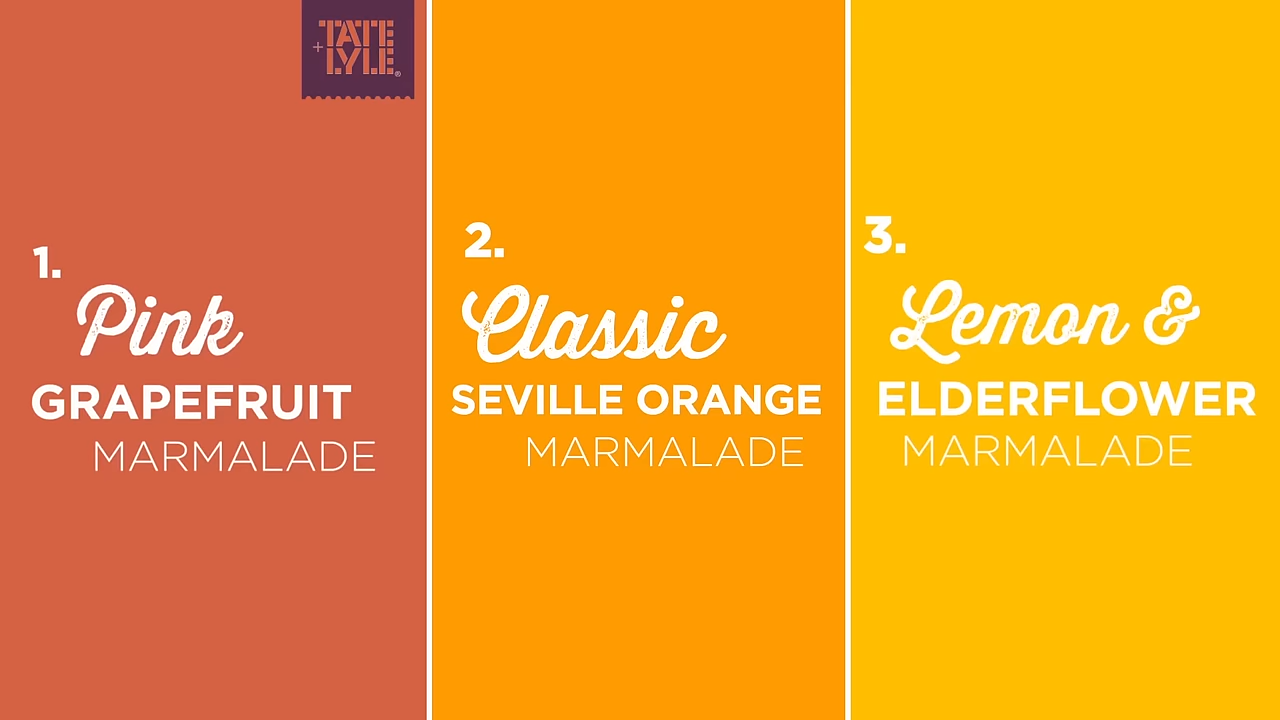 +TATE
LYLE®
1.
Pink
GRAPEFRUIT
MARMALADE
2.
Classic
SEVILLE ORANGE
MARMALADE
3.
Lemon &
ELDERFLOWER
MARMALADE